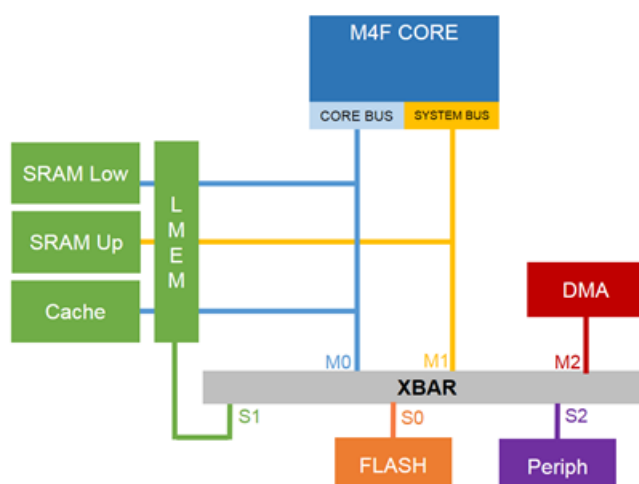 M4F CORE
CORE BUS
SYSTEM BUS
SRAM Low
SRAM Up
Cache
L
M
E
M
DMA
M0
M1
M2
XBAR
S1
S0
S2
FLASH
Periph